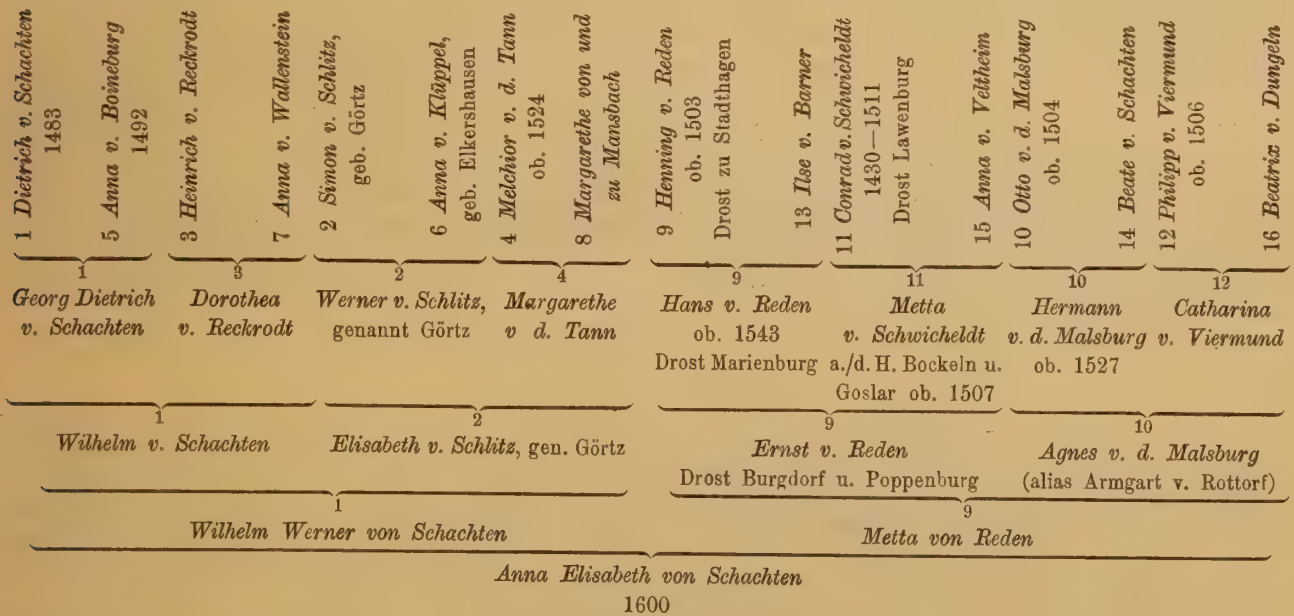 1 Dietrich v. Schachten
1483
5 Anna v. Boineburg
1492
3 Heinrich v. Reckrodt
7 Anna v. Wallenstein
2 Simon v. Schlitz,
geb. Görtz
6 Anna v. Klüppel,
geb. Elkershausen
4 Melchior v. d. Tann
ob. 1524
8 Margarethe von und
zu Mansbach
9 Henning v. Reden
ob. 1503
Drost zu Stadthagen
13 Ilse v. Barner
11 Conrad v. Schwicheldt
1430—1511
Drost Lawenburg
15 Anna v. Veltheim
10 Otto v. d. Malsburg
ob. 1504
14 Beate v. Schachten
12 Philipp v. Viermund
ob. 1506
16 Beatrix v. Dungeln
1 3 2 4 9 11 10 12
Georg Dietrich Dorothea Werner v. Schlitz, Margarethe Hans v. Reden Metta Hermann Catharina
v. Schachten v. Reckrodt genannt Görtz v d. Tann ob. 1543 v. Schwicheldt v. d. Malsburg v. Viermund
Drost Marienburg a./d. H. Bockeln u. ob. 1527
Goslar ob. 1507
1 2 9 10
Wilhelm v. Schachten Elisabeth v. Schlitz, gen. Görtz Ernst v. Reden Agnes v. d. Malsburg
Drost Burgdorf u. Poppenburg (alias Armgart v. Rottorf)
1 9
Wilhelm Werner von Schachten Metta von Reden
Anna Elisabeth von Schachten
1600